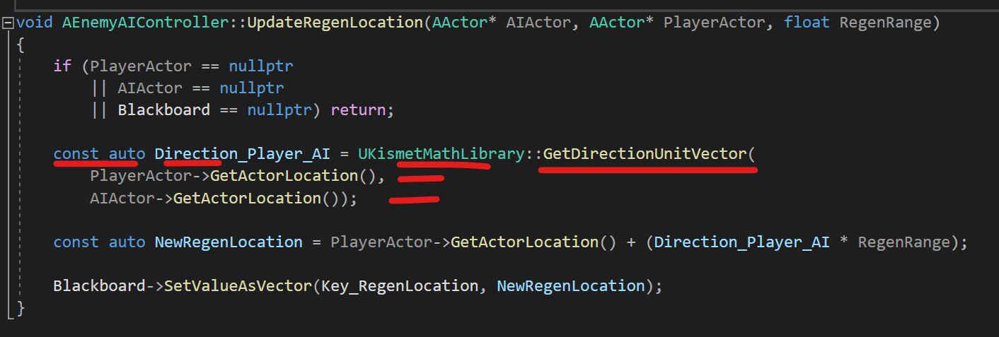 void AEnemyAIController::UpdateRegenLocation(AActor* AIActor, AActor* PlayerActor, float RegenRange)
{
if (PlayerActor == nullptr
|| AIActor == nullptr
|| Blackboard == nullptr) return;
const auto Direction_Player_AI = UKismetMathLibrary::GetDirectionUnitVector(
PlayerActor->GetActorLocation(),
AIActor->GetActorLocation());
const auto NewRegenLocation = PlayerActor->GetActorLocation() + (Direction_Player_AI * RegenRange);
Blackboard->SetValueAsVector(Key_RegenLocation, NewRegenLocation);
}